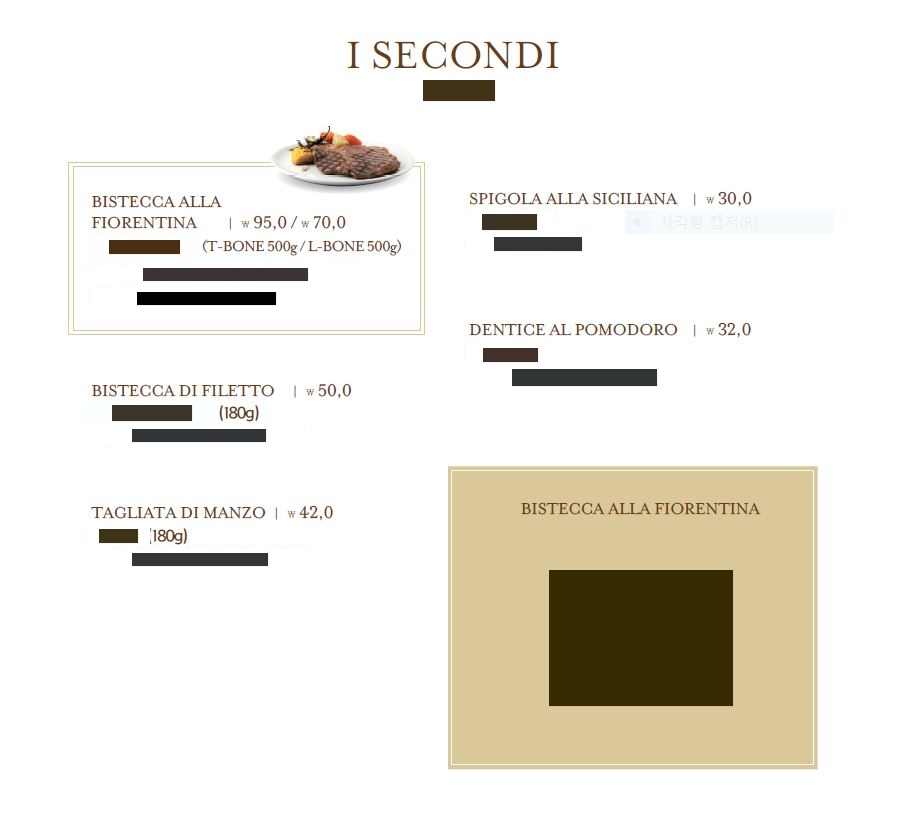 I SECONDI
BISTECCA ALLA
FIORENTINA | ₩ 95,0 / ₩ 70,0
(T-BONE 500g / L-BONE 500g)
BISTECCA DI FILETTO | ₩ 50,0
(180g)
TAGLIATA DI MANZO | ₩ 42,0
(180g)
SPIGOLA ALLA SICILIANA | ₩ 30,0
사각형 캡처(R)
DENTICE AL POMODORO | ₩ 32,0
BISTECCA ALLA FIORENTINA